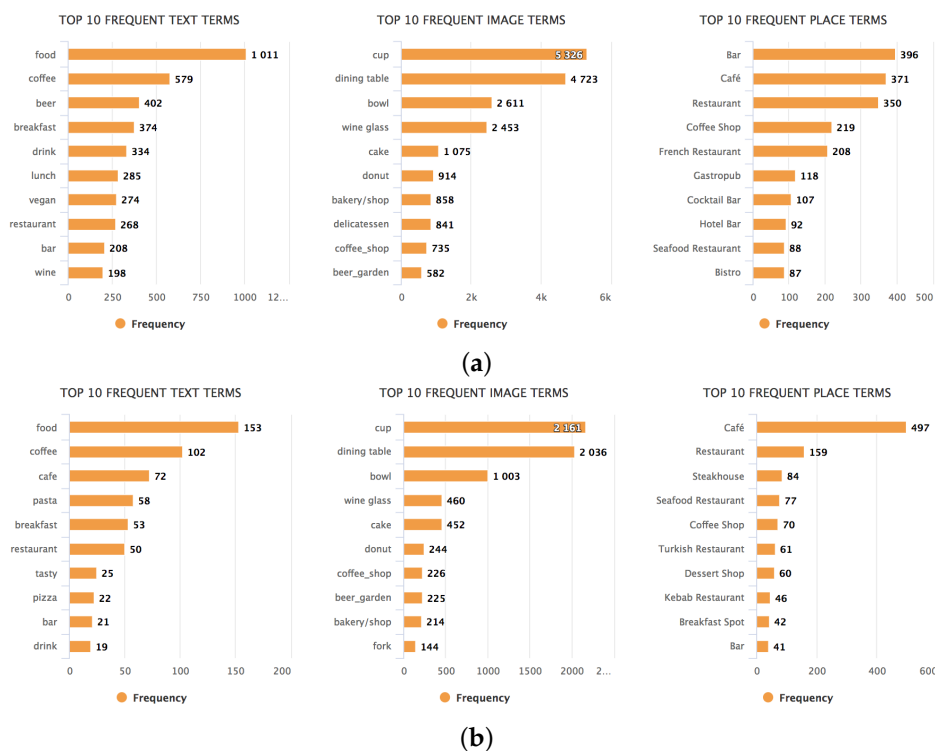 TOP 10 FREQUENT TEXT TERMS
food 1 011
coffee 579
beer 402
breakfast 374
drink 334
lunch 285
vegan 274
restaurant 268
bar 208
wine 198
0 250 500 750 1000 12...
Frequency
TOP 10 FREQUENT IMAGE TERMS
cup 5 326
dining table 4 723
bowl 2 611
wine glass 2 453
cake 1 075
donut 914
bakery/shop 858
delicatessen 841
coffee_shop 735
beer_garden 582
0 2k 4k 6k
Frequency
TOP 10 FREQUENT PLACE TERMS
Bar 396
Café 371
Restaurant 350
Coffee Shop 219
French Restaurant 208
Gastropub 118
Cocktail Bar 107
Hotel Bar 92
Seafood Restaurant 88
Bistro 87
0 100 200 300 400 500
Frequency
(a)
TOP 10 FREQUENT TEXT TERMS
food 153
coffee 102
cafe 72
pasta 58
breakfast 53
restaurant 50
tasty 25
pizza 22
bar 21
drink 19
0 50 100 150 200
Frequency
TOP 10 FREQUENT IMAGE TERMS
cup 2 161
dining table 2 036
bowl 1 003
wine glass 460
cake 452
donut 244
coffee_shop 226
beer_garden 225
bakery/shop 214
fork 144
0 500 1000 1500 2000 2...
Frequency
TOP 10 FREQUENT PLACE TERMS
Café 497
Restaurant 159
Steakhouse 84
Seafood Restaurant 77
Coffee Shop 70
Turkish Restaurant 61
Dessert Shop 60
Kebab Restaurant 46
Breakfast Spot 42
Bar 41
0 200 400 600
Frequency
(b)